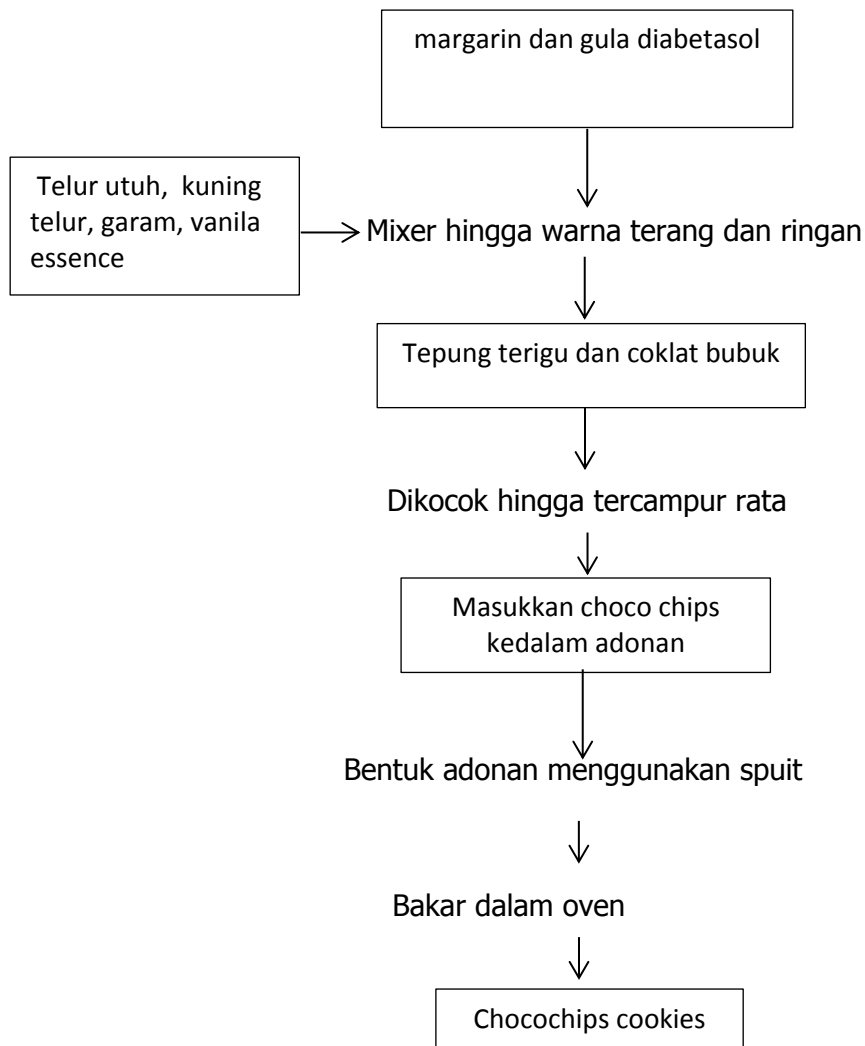 margarin dan gula diabetasol
Telur utuh, kuning
telur, garam, vanila
essence
Mixer hingga warna terang dan ringan
Tepung terigu dan coklat bubuk
Dikocok hingga tercampur rata
Masukkan choco chips
kedalam adonan
Bentuk adonan menggunakan spuit
Bakar dalam oven
Chocochips cookies